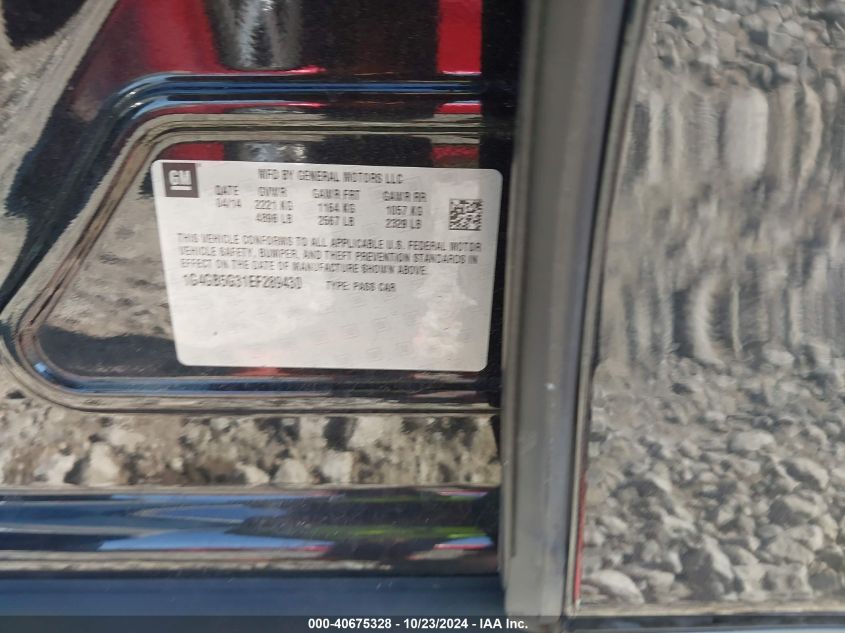 GM
MFD BY GENERAL MOTORS LLC
DATE GVWR GAWR FRT GAWR RR
04/14 2221 KG 1164 KG 1057 KG
4896 LB 2567 LB 2329 LB
THIS VEHICLE CONFORMS TO ALL APPLICABLE U.S. FEDERAL MOTOR
VEHICLE SAFETY, BUMPER, AND THEFT PREVENTION STANDARDS IN
EFFECT ON THE DATE OF MANUFACTURE SHOWN ABOVE.
1G4GB5G31EF289430 TYPE: PASS CAR
000-40675328 - 10/23/2024 - IAA Inc.